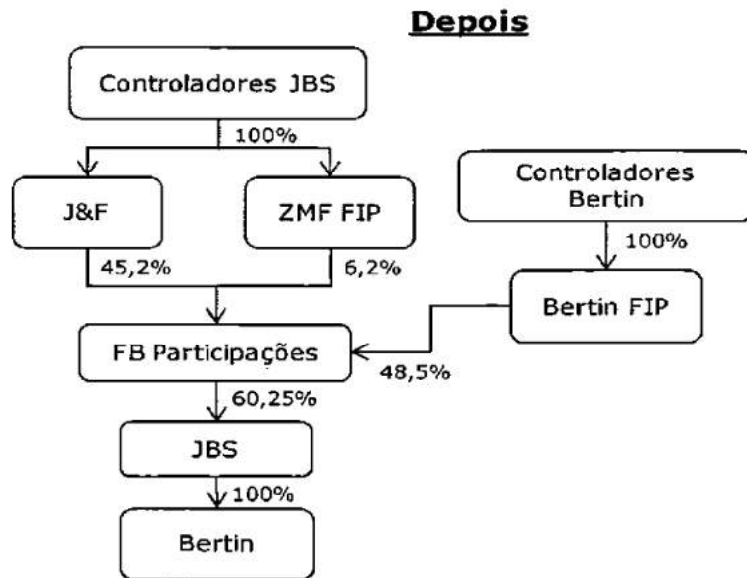 Depois
Controladores JBS
100%
J&F
ZMF FIP
Controladores
Bertin
100%
45,2%
6,2%
Bertin FIP
FB Participações
48,5%
60,25%
JBS
100%
Bertin